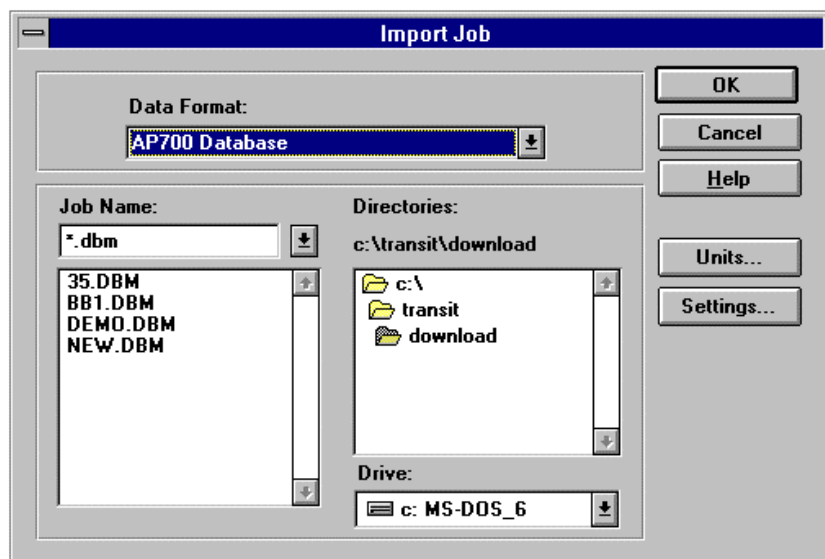 Import Job
Data Format:
AP700 Database
OK
Cancel
Help
Units...
Settings...
Job Name:
*.dbm
35.DBM
BB1.DBM
DEMO.DBM
NEW.DBM
Directories:
c:\transit\download
c:\
transit
download
Drive:
c: MS-DOS_6